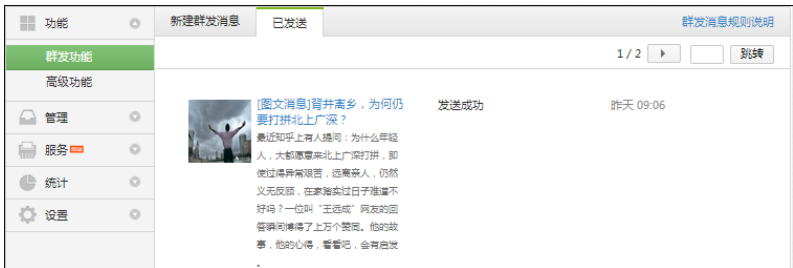 功能
群发功能
高级功能
管理
服务
统计
设置
新建群发消息
已发送
群发消息规则说明
1 / 2
跳转
[图文消息]背井离乡，为何仍
要打拼北上广深？
最近知乎上有人提问：为什么年轻
人，大都愿意来北上广深打拼，即
使过得异常艰苦，远离亲人，仍然
义无反顾，在家踏实过日子难道不
好吗？一位叫“王远成”网友的回
答瞬间博得了上万个赞同。他的故
事，他的心得，看看吧，会有启发
。
发送成功
昨天 09:06